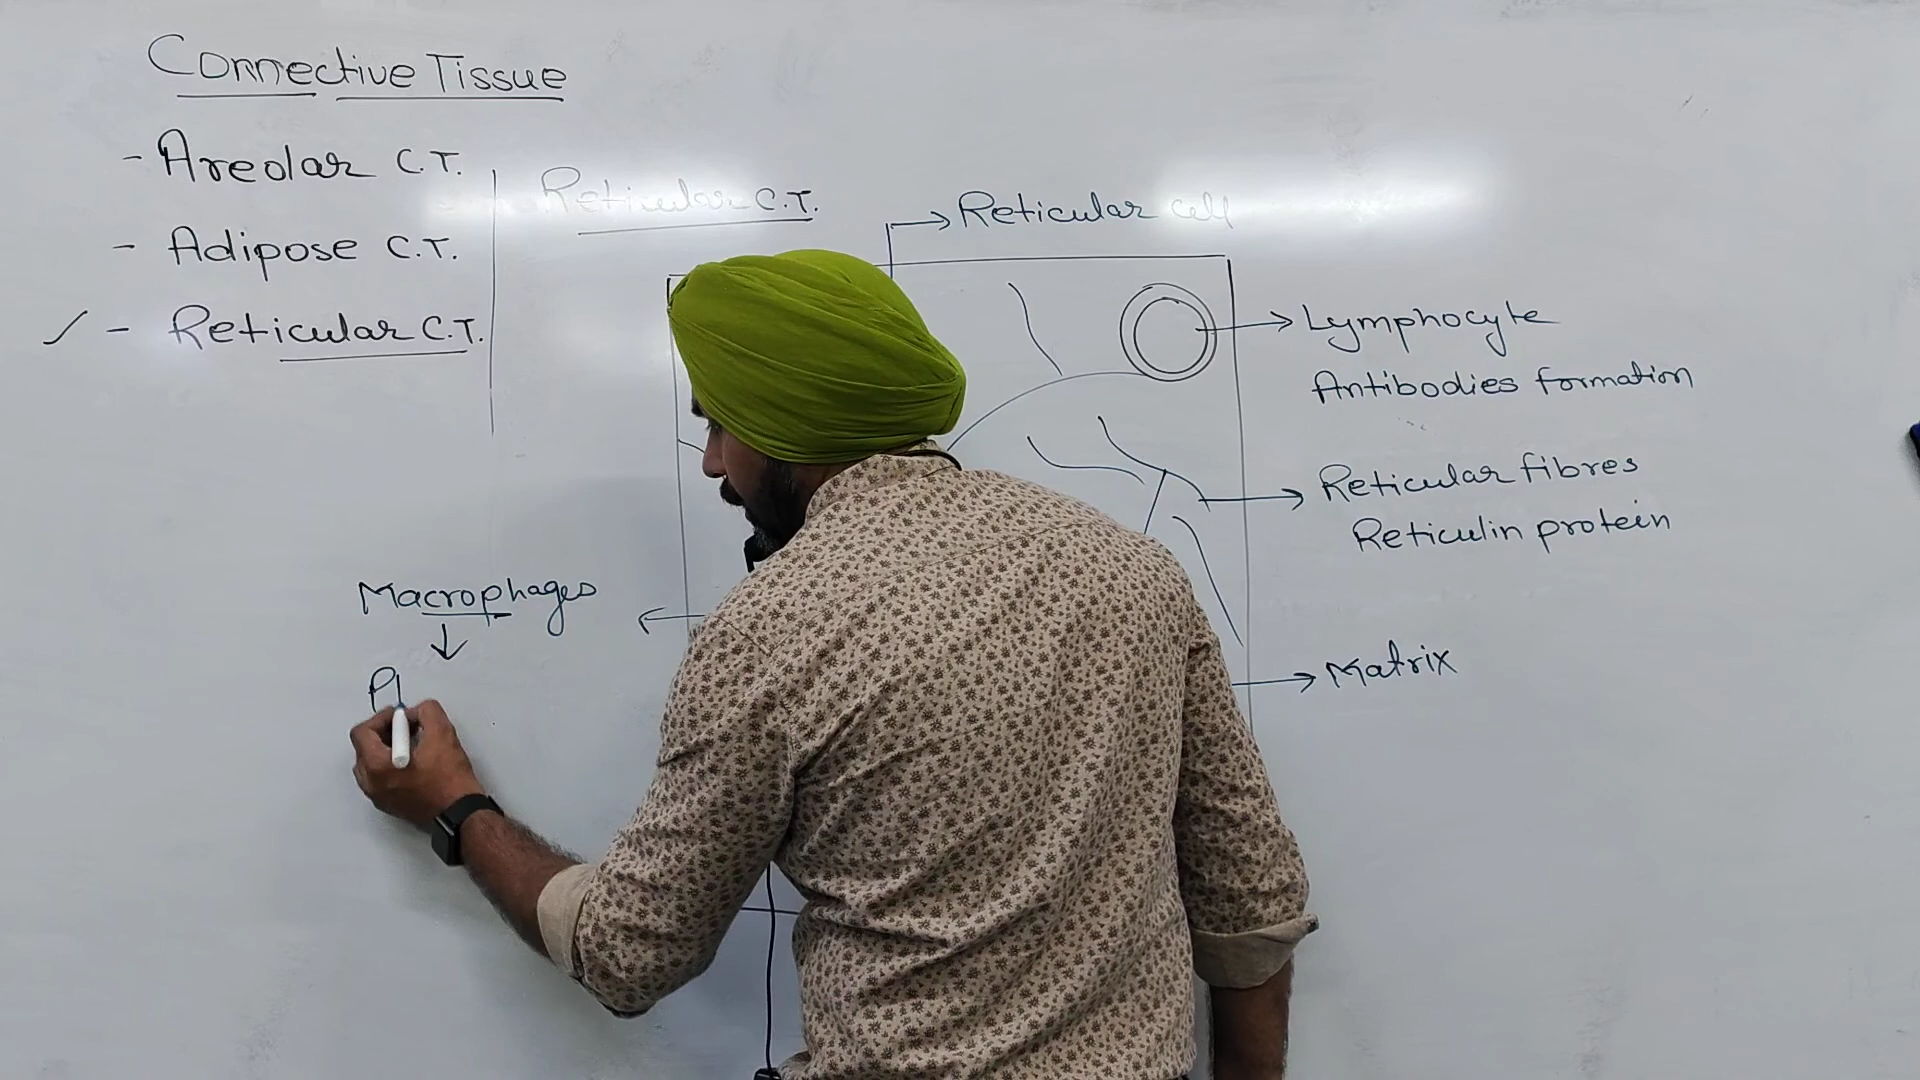 Connective Tissue
- Areolar C.T.
- Adipose C.T.
✓ - Reticular C.T.
Reticular C.T.
Reticular cell
Lymphocyte
Antibodies formation
Reticular fibres
Reticulin protein
Macrophages
Matrix